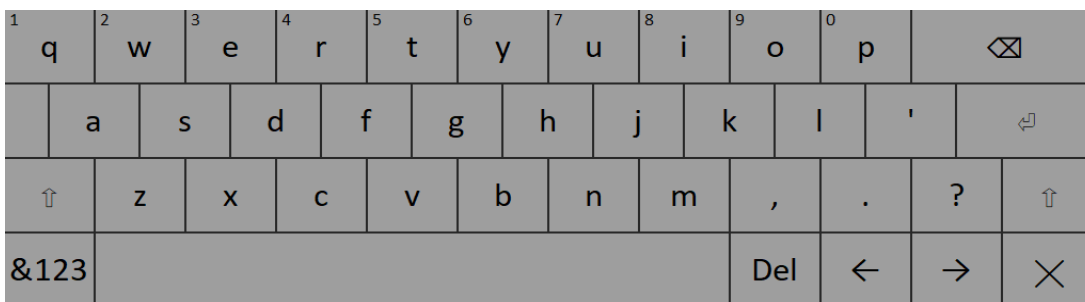 1 q 2 w 3 e 4 r 5 t 6 y 7 u 8 i 9 o 0 p ⌫
a s d f g h j k l ' ⏎
⇧ z x c v b n m , . ? ⇧
&123 Del ← → ×